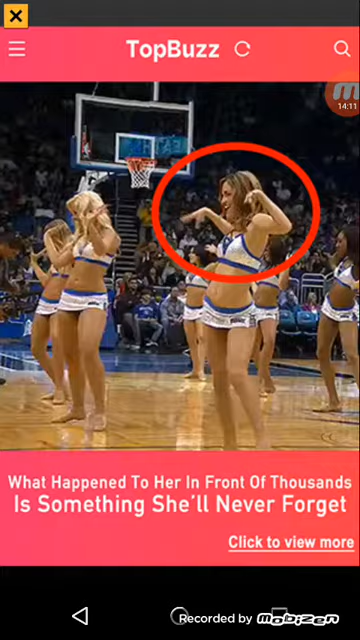 TopBuzz
14:11
What Happened To Her In Front Of Thousands
Is Something She'll Never Forget
Click to view more
Recorded by mobizen